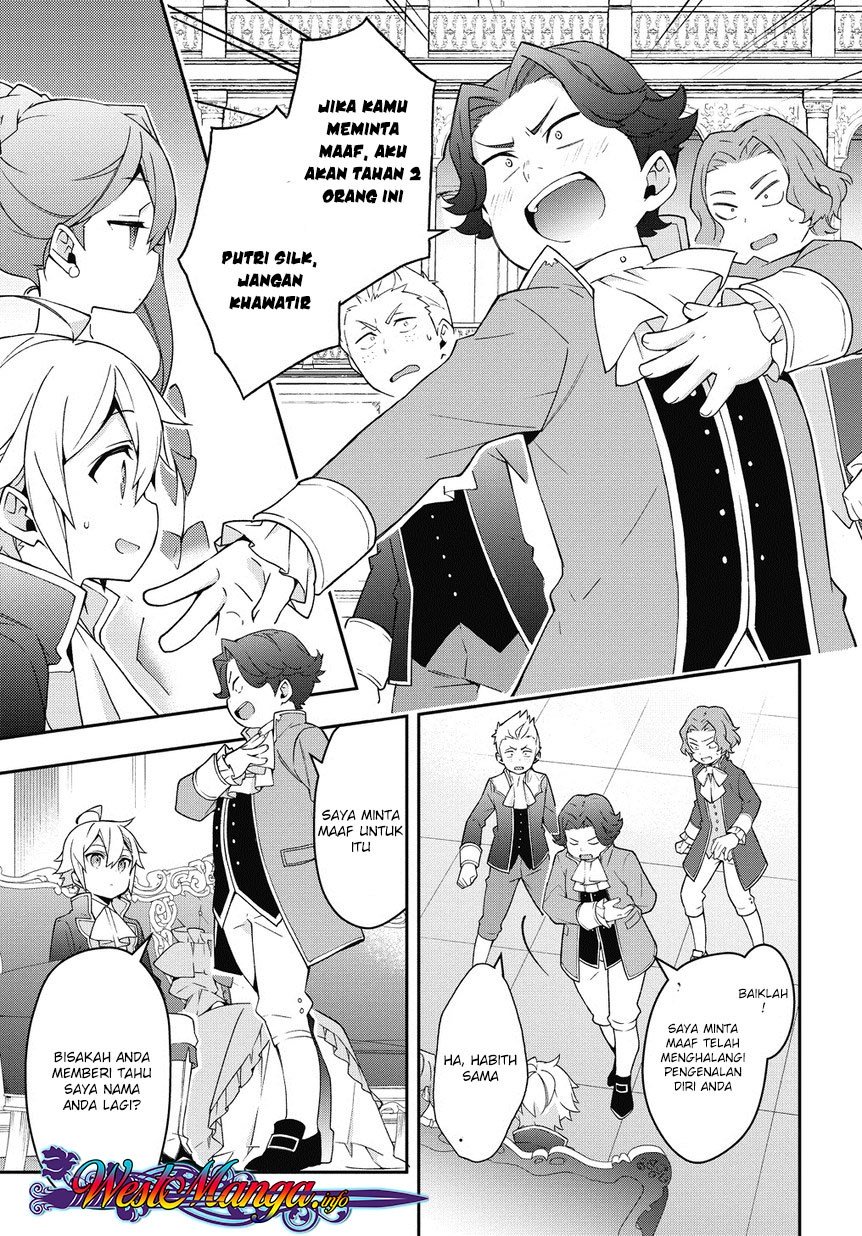 JIKA KAMU
MEMINTA
MAAF, AKU
AKAN TAHAN 2
ORANG INI
PUTRI SILK,
JANGAN
KHAWATIR
BAIKLAH
!
SAYA MINTA
MAAF TELAH
MENGHALANGI
PENGENALAN
DIRI ANDA
HA, HABITH
SAMA
SAYA MINTA
MAAF UNTUK
ITU
BISAKAH ANDA
MEMBERI TAHU
SAYA NAMA
ANDA LAGI?
WestManga.info